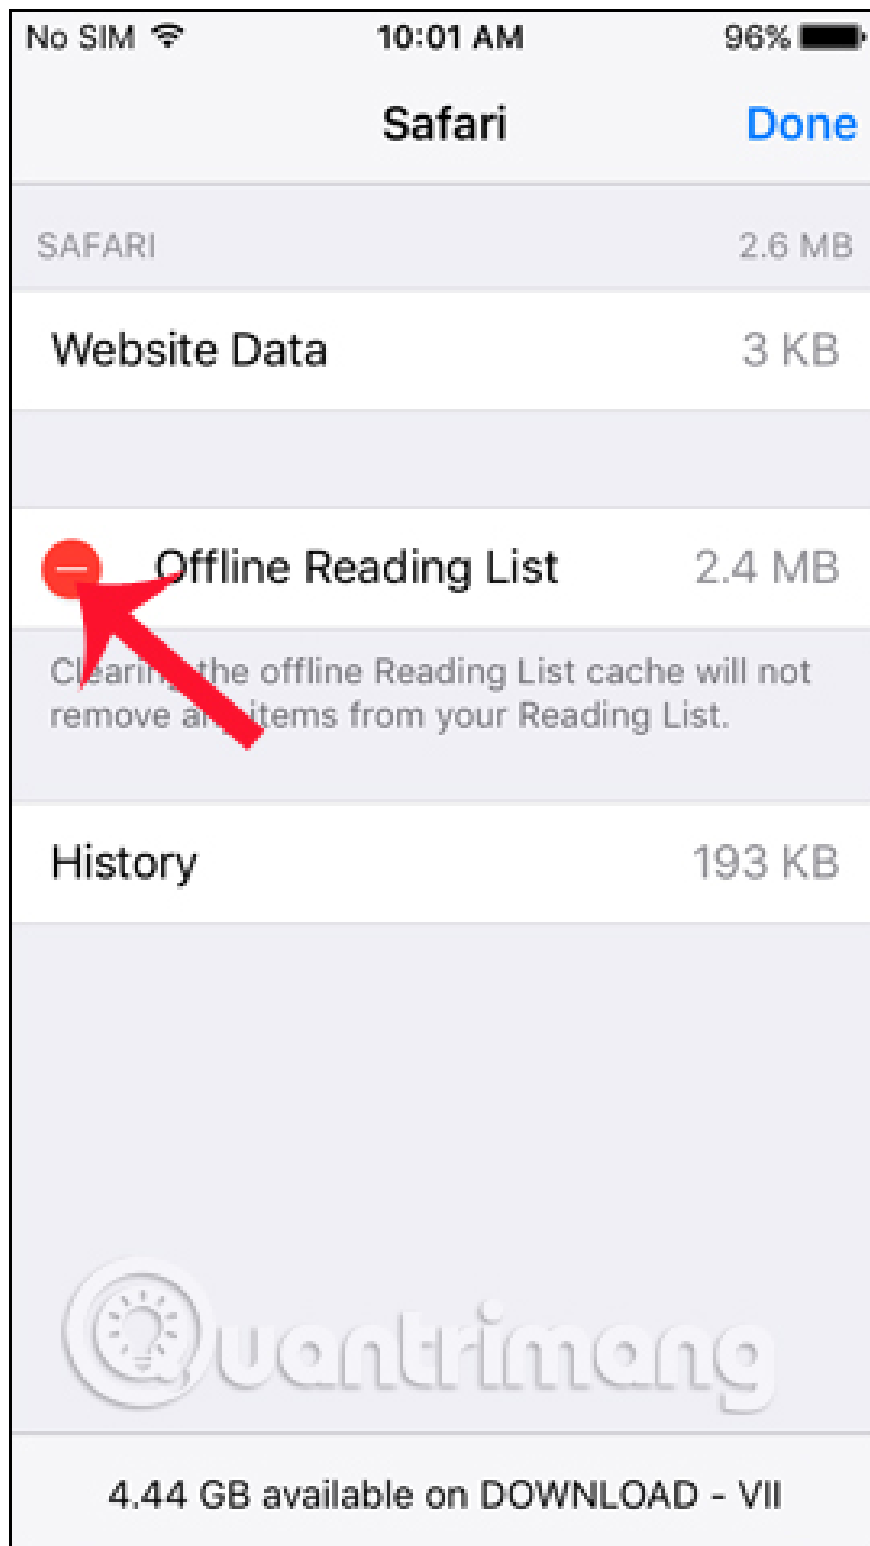 No SIM 10:01 AM 96%
Safari Done
SAFARI 2.6 MB
Website Data 3 KB
Offline Reading List 2.4 MB
Clearing the offline Reading List cache will not
remove any items from your Reading List.
History 193 KB
Quantrimang
4.44 GB available on DOWNLOAD - VII